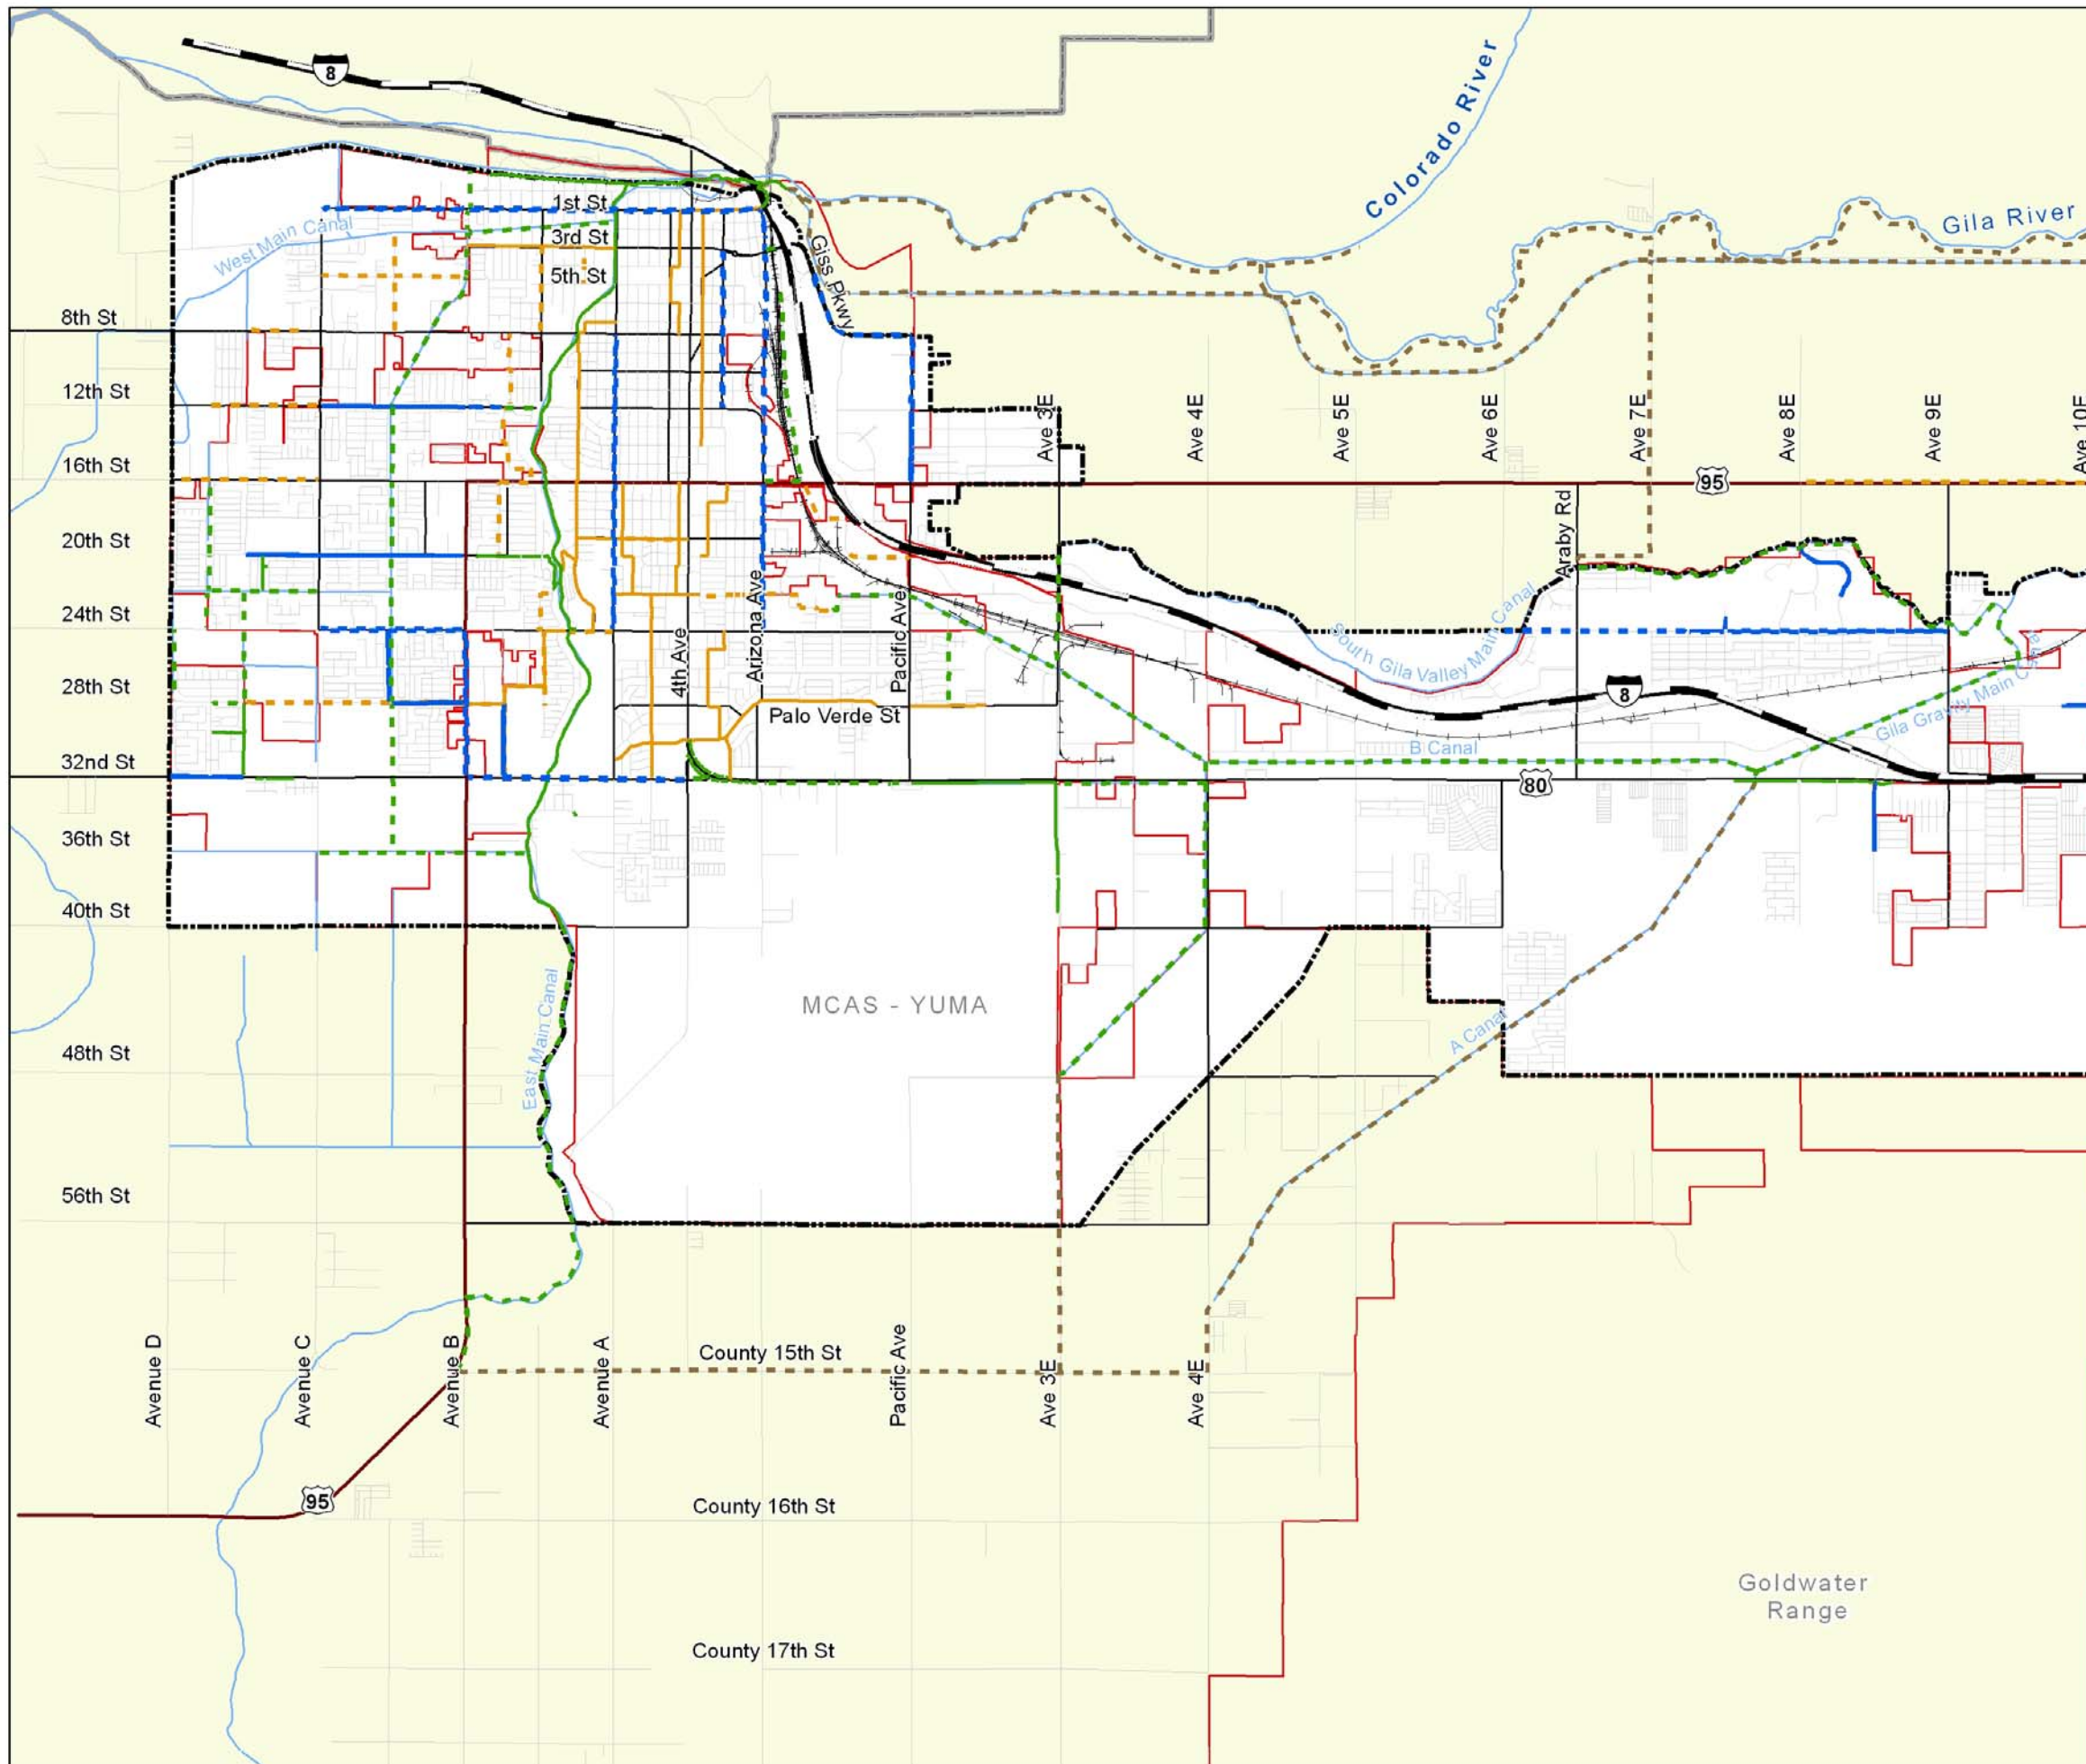 8
Colorado River
Gila River
1st St
3rd St
West Main Canal
5th St
Giss Pkwy
8th St
12th St
Ave 3E
Ave 4E
Ave 5E
Ave 6E
Ave 7E
Ave 8E
Ave 9E
16th St
95
Araby Rd
20th St
24th St
Arizona Ave
Pacific Ave
4th Ave
South Gila Valley Main Canal
28th St
8
Palo Verde St
B Canal
Gila Gravity Main Canal
32nd St
80
36th St
40th St
East Main Canal
MCAS - YUMA
A Canal
48th St
56th St
Avenue D
Avenue C
Avenue B
Avenue A
County 15th St
Pacific Ave
Ave 3E
Ave 4E
95
County 16th St
Goldwater
Range
County 17th St